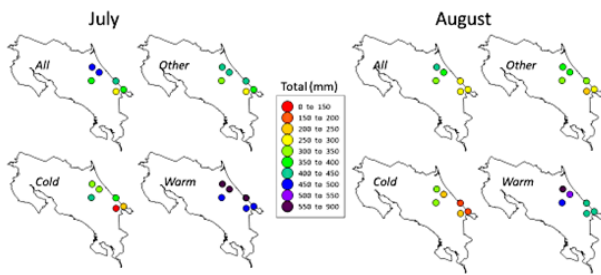 July
August
All
Other
All
Other
Total (mm)
0 to 150
150 to 200
200 to 250
250 to 300
300 to 350
350 to 400
400 to 450
450 to 500
500 to 550
550 to 900
Cold
Warm
Cold
Warm